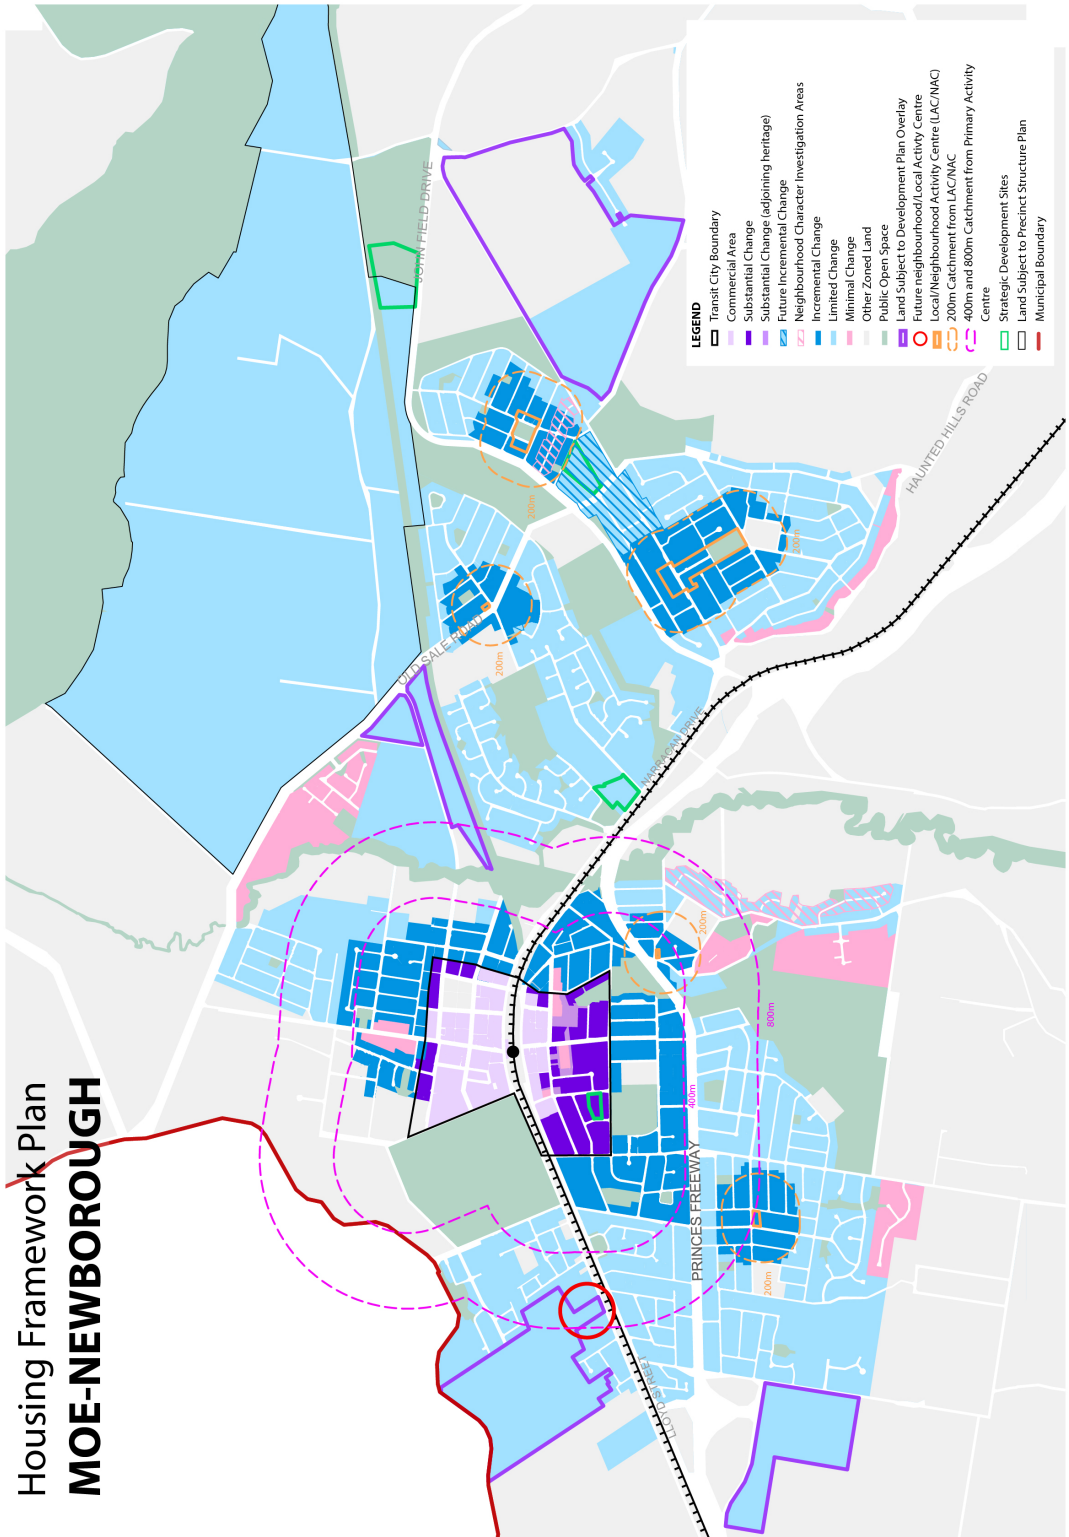 Housing Framework Plan
MOE-NEWBOROUGH
JOHN FIELD DRIVE
OLD SALE ROAD
NARRACAN DRIVE
HAUNTED HILLS ROAD
PRINCES FREEWAY
LLOYD STREET
200m
200m
200m
200m
200m
400m
800m
LEGEND
Transit City Boundary
Commercial Area
Substantial Change
Substantial Change (adjoining heritage)
Future Incremental Change
Neighbourhood Character Investigation Areas
Incremental Change
Limited Change
Minimal Change
Other Zoned Land
Public Open Space
Land Subject to Development Plan Overlay
Future neighbourhood/Local Activty Centre
Local/Neighbourhood Activity Centre (LAC/NAC)
200m Catchment from LAC/NAC
400m and 800m Catchment from Primary Activity
Centre
Strategic Development Sites
Land Subject to Precinct Structure Plan
Municipal Boundary